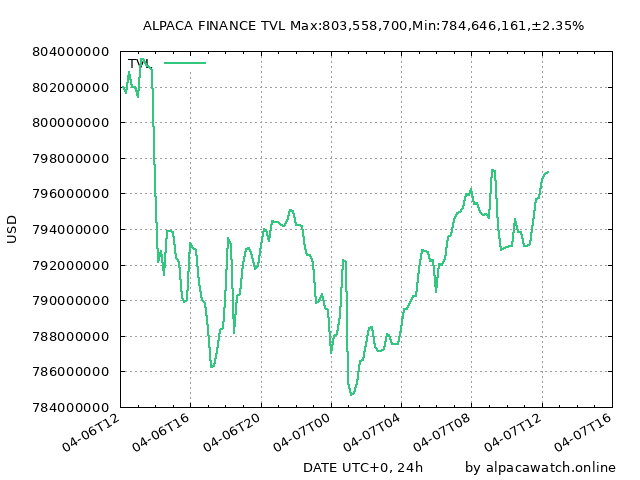 ALPACA FINANCE TVL Max:803,558,700,Min:784,646,161,±2.35%
804000000
TVL
802000000
800000000
798000000
796000000
794000000
792000000
790000000
788000000
786000000
784000000
USD
04-06T12
04-06T16
04-06T20
04-07T00
04-07T04
04-07T08
04-07T12
04-07T16
DATE UTC+0, 24h
by alpacawatch.online